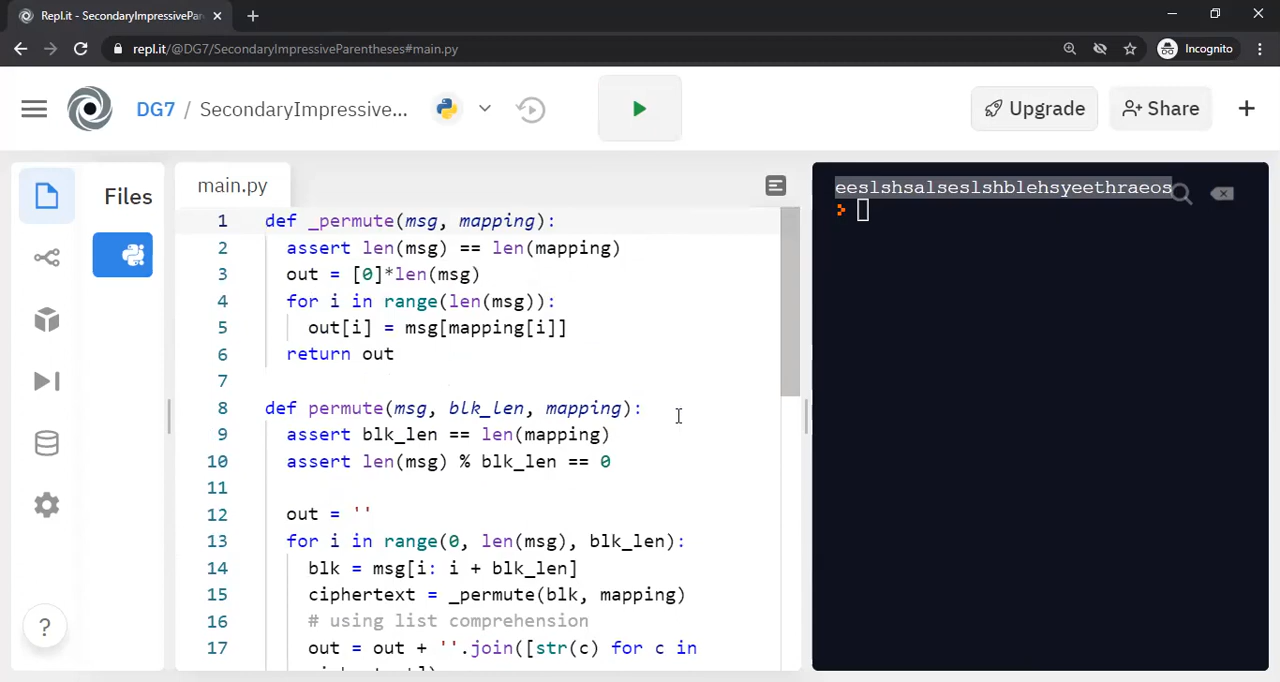 Repl.it - SecondaryImpressivePar
repl.it/@DG7/SecondaryImpressiveParentheses#main.py
Incognito
DG7 / SecondaryImpressive...
Upgrade
Share
Files
main.py
1 def _permute(msg, mapping):
2 assert len(msg) == len(mapping)
3 out = [0]*len(msg)
4 for i in range(len(msg)):
5 out[i] = msg[mapping[i]]
6 return out
7
8 def permute(msg, blk_len, mapping):
9 assert blk_len == len(mapping)
10 assert len(msg) % blk_len == 0
11
12 out = ''
13 for i in range(0, len(msg), blk_len):
14 blk = msg[i: i + blk_len]
15 ciphertext = _permute(blk, mapping)
16 # using list comprehension
17 out = out + ''.join([str(c) for c in
eeslshsalseslshblehsyeethraeos
?